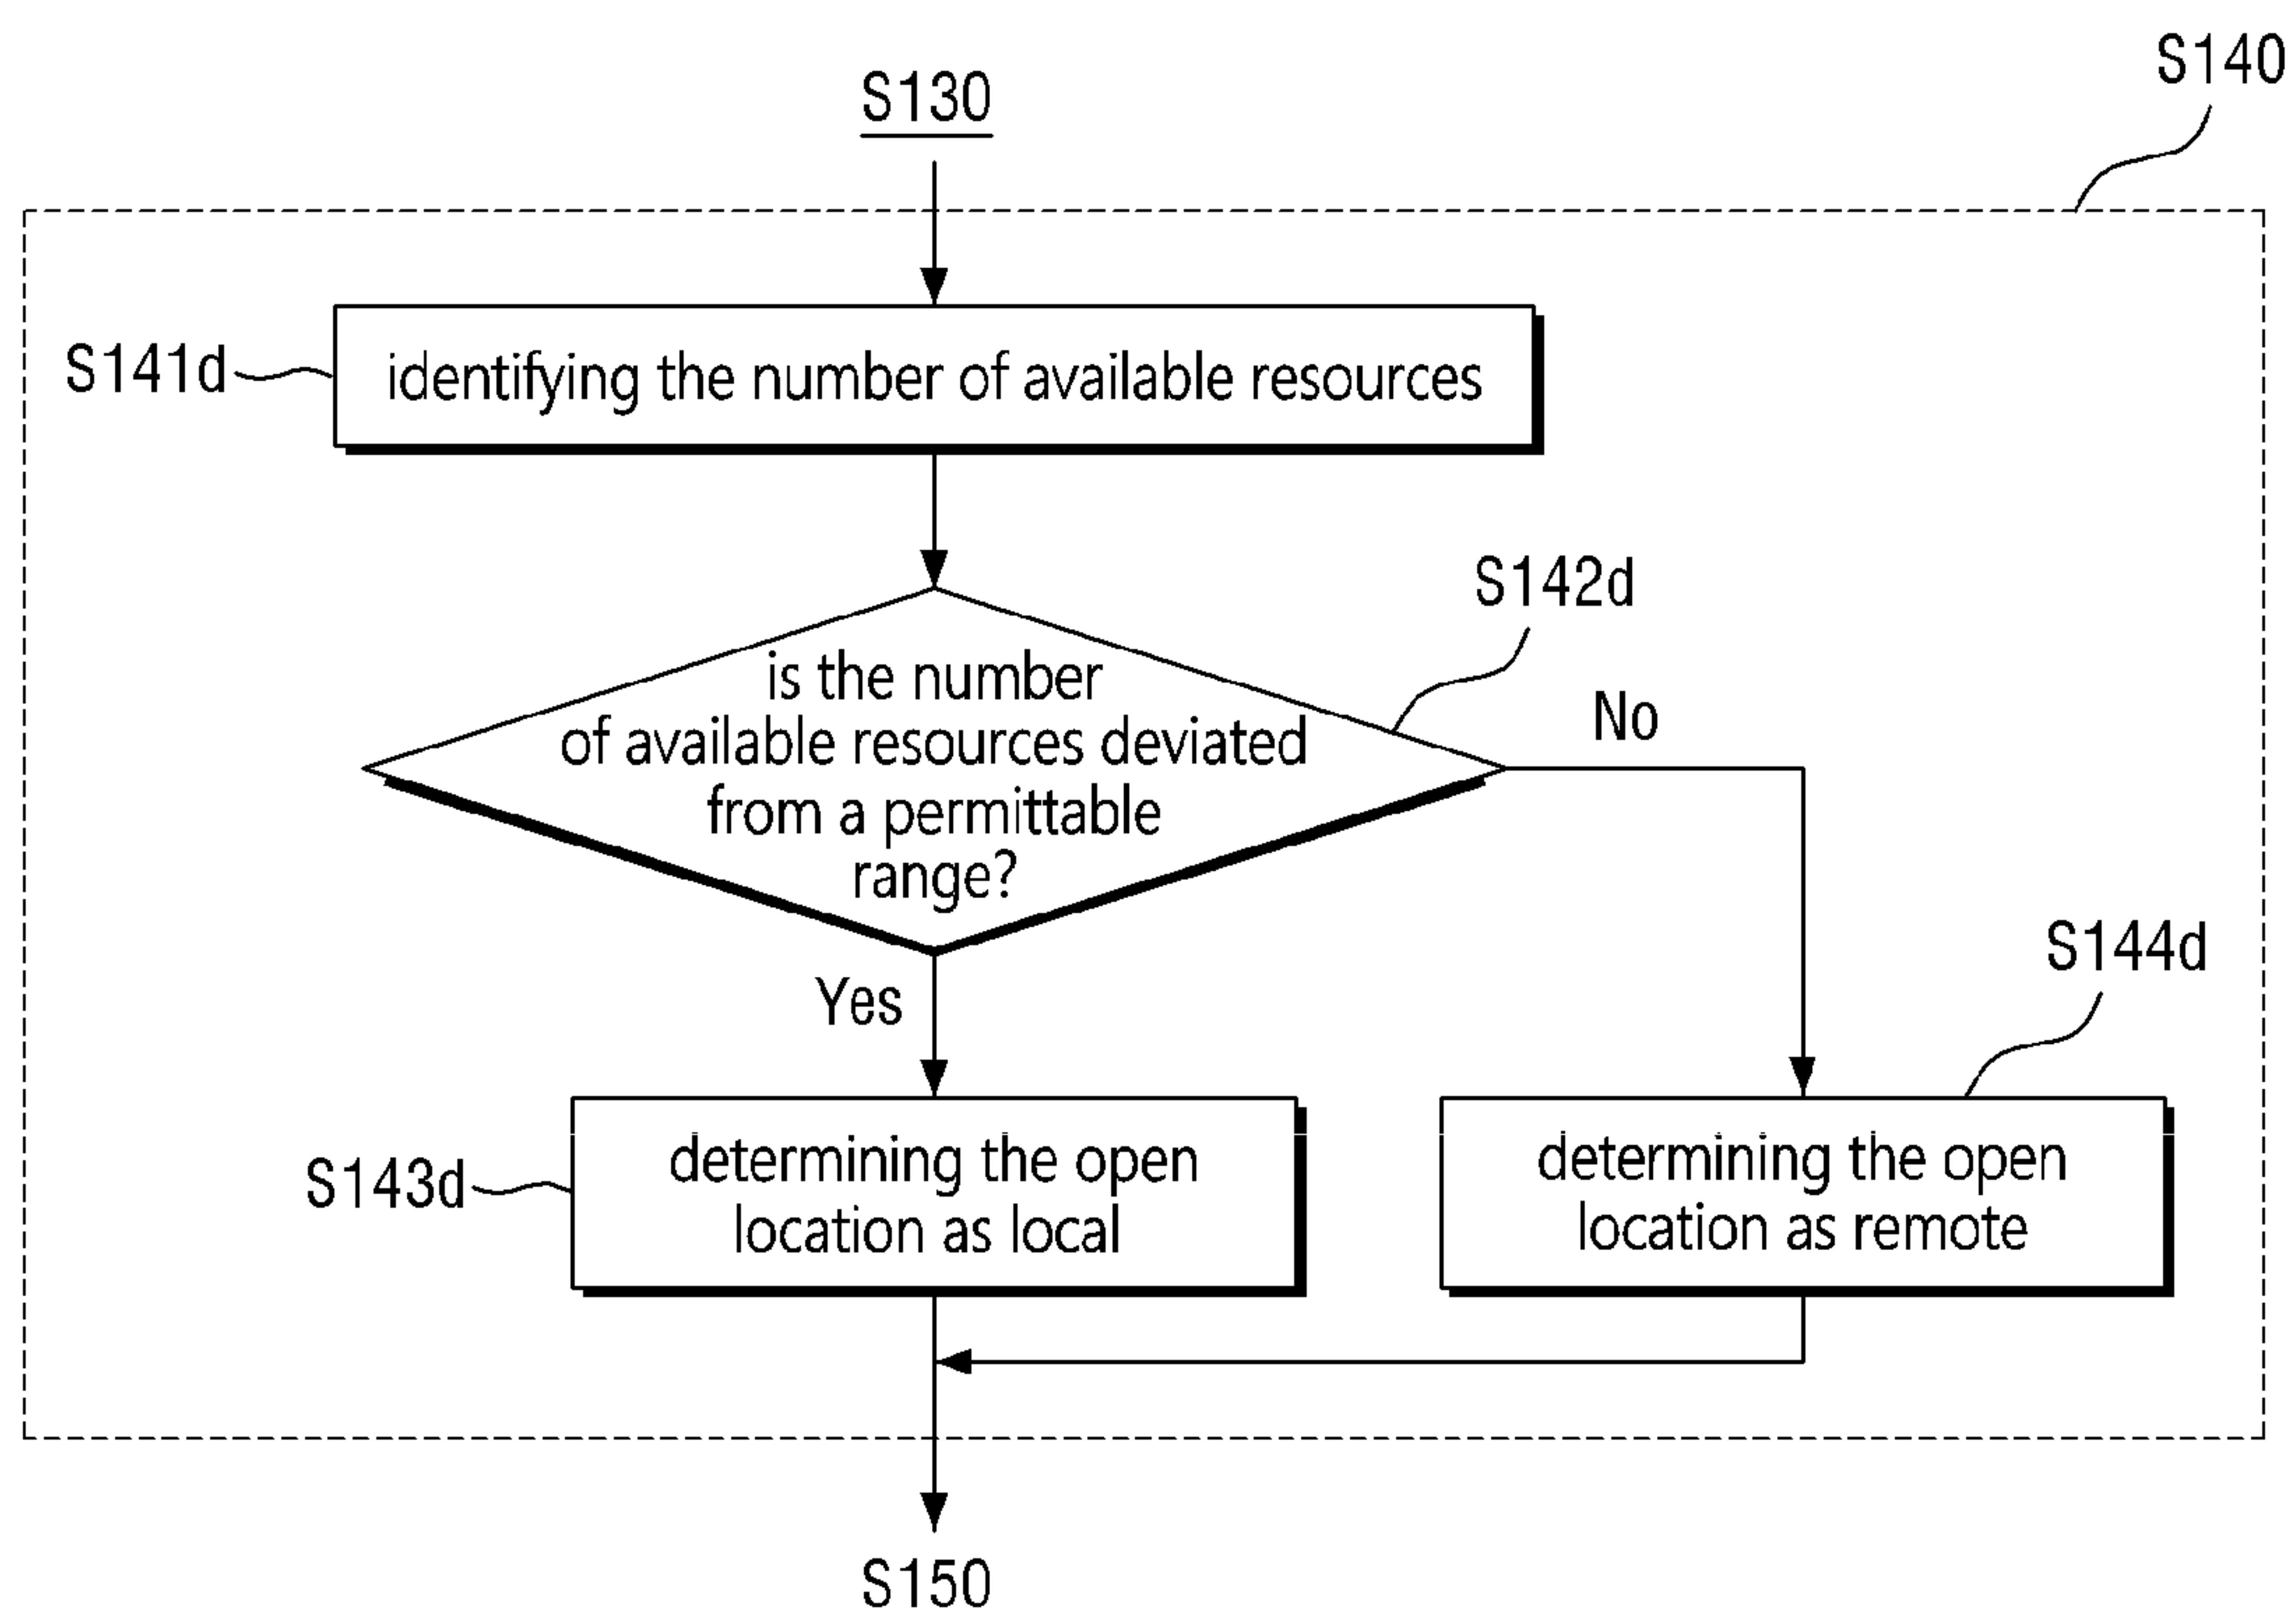 S140
S130
S141d
identifying the number of available resources
S142d
is the number
of available resources deviated
from a permittable
range?
No
Yes
S144d
S143d
determining the open
location as local
determining the open
location as remote
S150